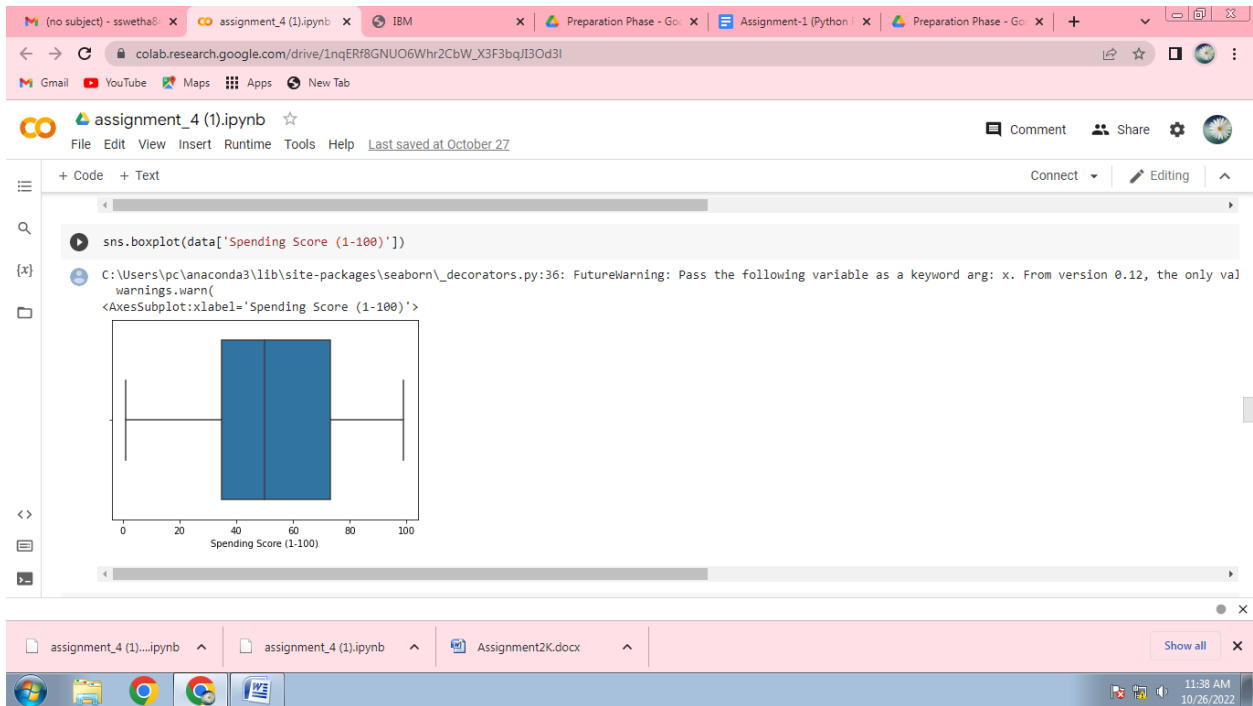 (no subject) - sswetha84
assignment_4 (1).ipynb
IBM
Preparation Phase - Goo
Assignment-1 (Python
Preparation Phase - Goo
colab.research.google.com/drive/1nqERf8GNUO6Whr2CbW_X3F3bqJI3Od3I
Gmail YouTube Maps Apps New Tab
assignment_4 (1).ipynb
Comment Share
File Edit View Insert Runtime Tools Help Last saved at October 27
+ Code + Text Connect Editing
sns.boxplot(data['Spending Score (1-100)'])
{x}
C:\Users\pc\anaconda3\lib\site-packages\seaborn\_decorators.py:36: FutureWarning: Pass the following variable as a keyword arg: x. From version 0.12, the only val
warnings.warn(
<AxesSubplot:xlabel='Spending Score (1-100)'>
0 20 40 60 80 100
Spending Score (1-100)
assignment_4 (1)....ipynb
assignment_4 (1).ipynb
Assignment2K.docx
Show all
11:38 AM
10/26/2022